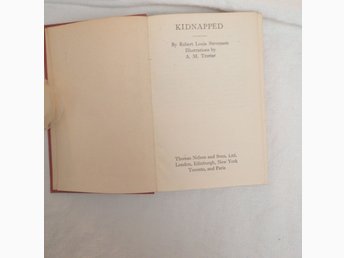 KIDNAPPED
By Robert Louis Stevenson
Illustrations by
A. M. Trotter
Thomas Nelson and Sons, Ltd.
London, Edinburgh, New York
Toronto, and Paris